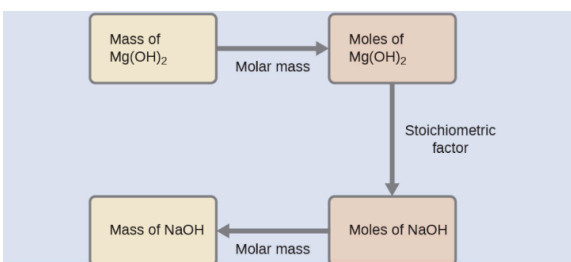 Mass of
Mg(OH)₂
Molar mass
Moles of
Mg(OH)₂
Stoichiometric
factor
Mass of NaOH
Molar mass
Moles of NaOH